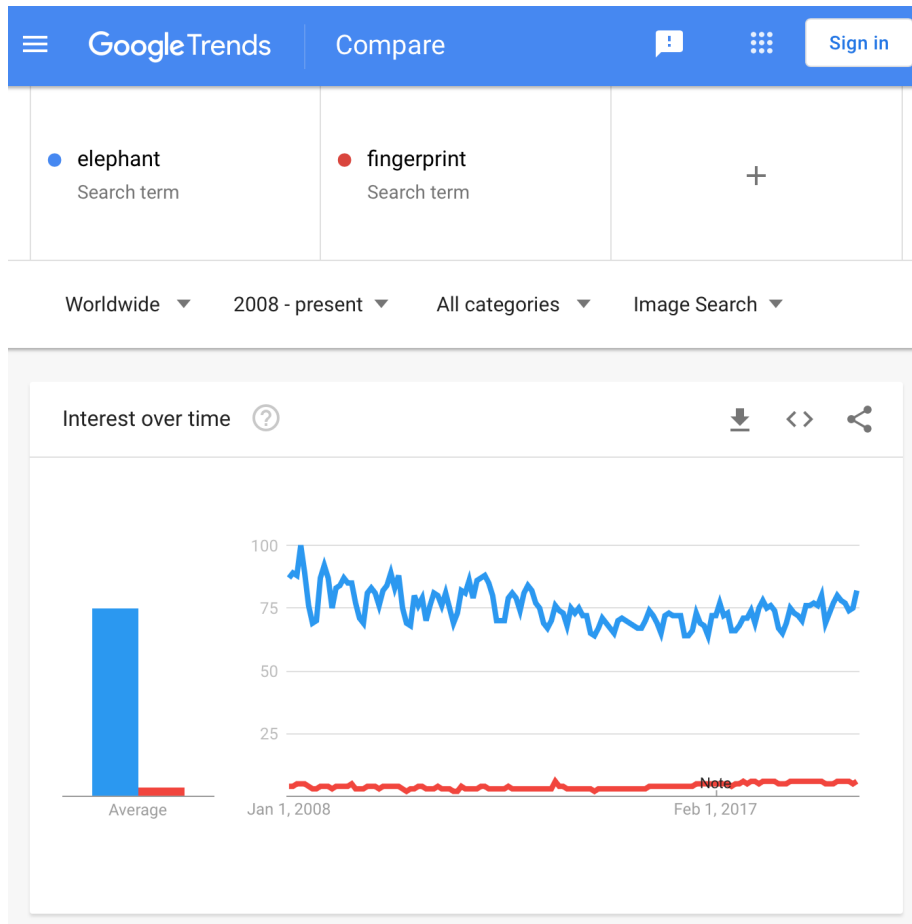 Google Trends Compare Sign in
elephant fingerprint
Search term Search term
+
Worldwide 2008 - present All categories Image Search
Interest over time ?
100
75
50
25
Note
Average Jan 1, 2008 Feb 1, 2017